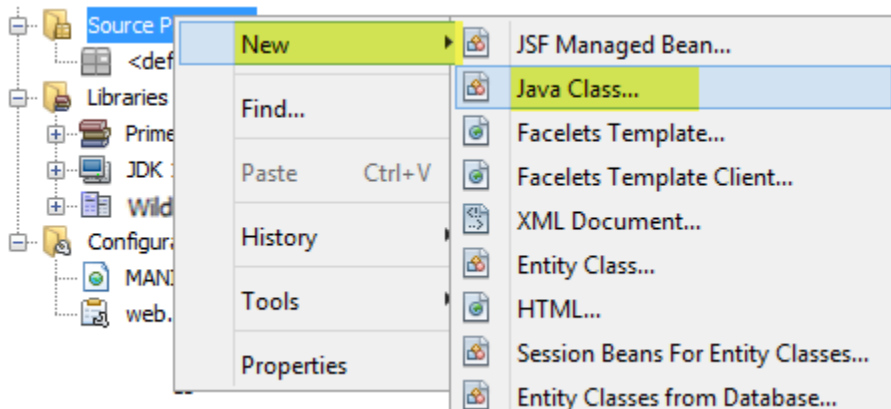 Source P
<def
Libraries
Prime
JDK
Wild
Configura
MANI
web.
New
Find...
Paste Ctrl+V
History
Tools
Properties
JSF Managed Bean...
Java Class...
Facelets Template...
Facelets Template Client...
XML Document...
Entity Class...
HTML...
Session Beans For Entity Classes...
Entity Classes from Database...